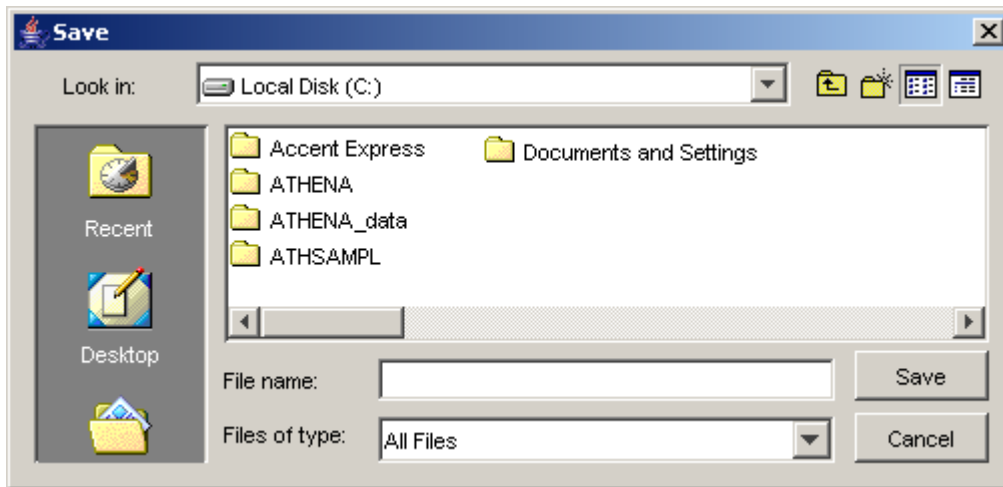 Save
Look in: Local Disk (C:)
Recent
Desktop
Accent Express
ATHENA
ATHENA_data
ATHSAMPL
Documents and Settings
File name: Save
Files of type: All Files Cancel